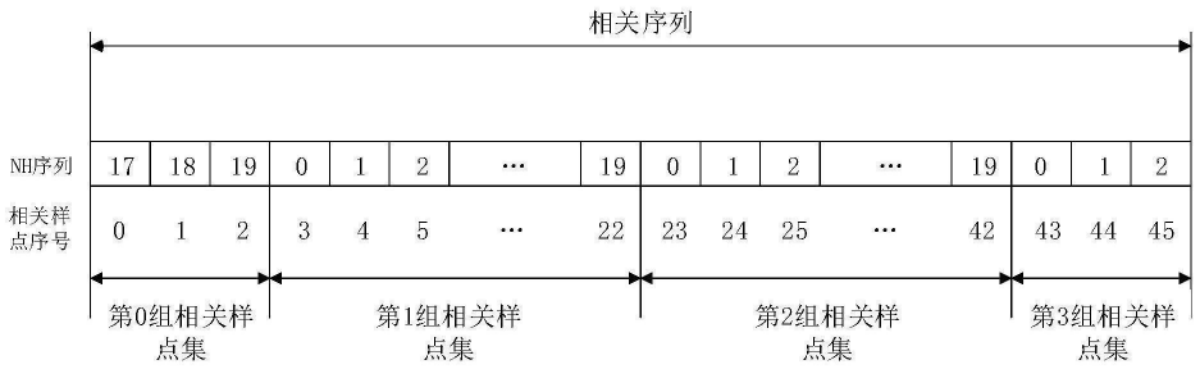 相关序列
NH序列 17 18 19 0 1 2 … 19 0 1 2 … 19 0 1 2
相关样
点序号 0 1 2 3 4 5 … 22 23 24 25 … 42 43 44 45
第0组相关样
点集
第1组相关样
点集
第2组相关样
点集
第3组相关样
点集